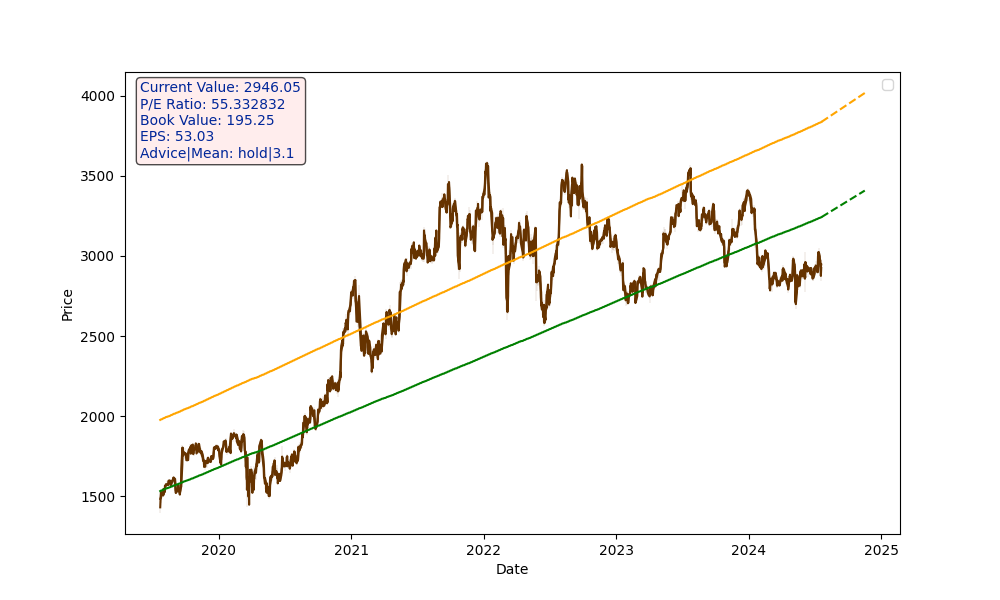 Current Value: 2946.05
P/E Ratio: 55.332832
Book Value: 195.25
EPS: 53.03
Advice|Mean: hold|3.1
4000
3500
3000
2500
2000
1500
Price
2020
2021
2022
2023
2024
2025
Date